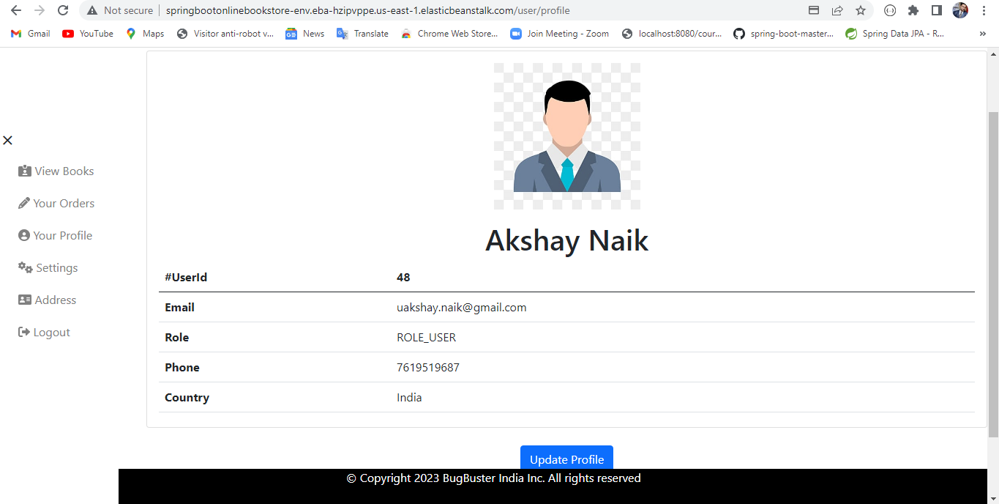 Not secure | springbootonlinebookstore-env.eba-hzipvppe.us-east-1.elasticbeanstalk.com/user/profile
Gmail YouTube Maps Visitor anti-robot v... News Translate Chrome Web Store... Join Meeting - Zoom localhost:8080/cour... spring-boot-master... Spring Data JPA - R... »
View Books
Your Orders
Your Profile
Settings
Address
Logout
Akshay Naik
#UserId 48
Email uakshay.naik@gmail.com
Role ROLE_USER
Phone 7619519687
Country India
Update Profile
© Copyright 2023 BugBuster India Inc. All rights reserved